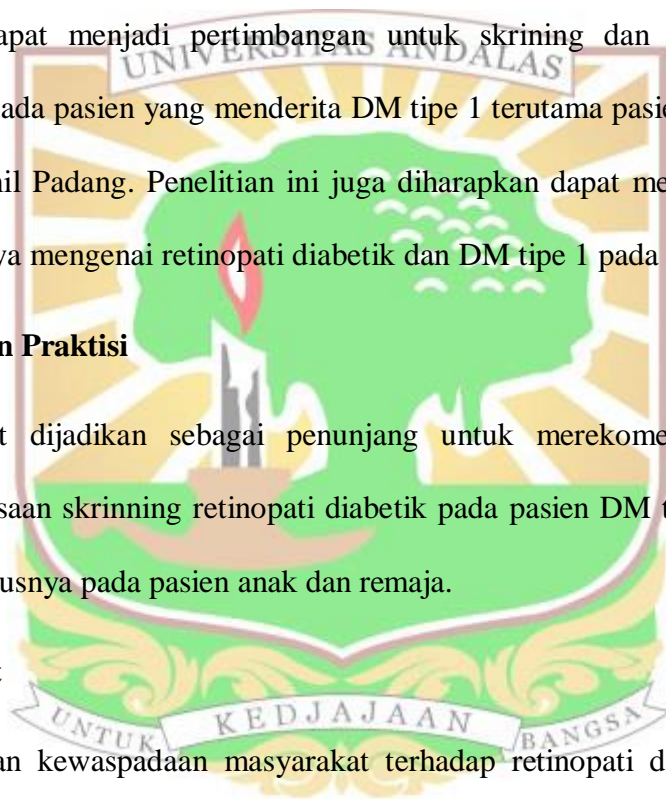 apat menjadi pertimbangan untuk skrining dan
UNIVERSITAS ANDALAS
ada pasien yang menderita DM tipe 1 terutama pasie
il Padang. Penelitian ini juga diharapkan dapat me
ya mengenai retinopati diabetik dan DM tipe 1 pada
n Praktisi
t dijadikan sebagai penunjang untuk merekome
saan skrinning retinopati diabetik pada pasien DM t
usnya pada pasien anak dan remaja.
UNTUK KEDJAJAAN BANGSA
an kewaspadaan masyarakat terhadap retinopati d